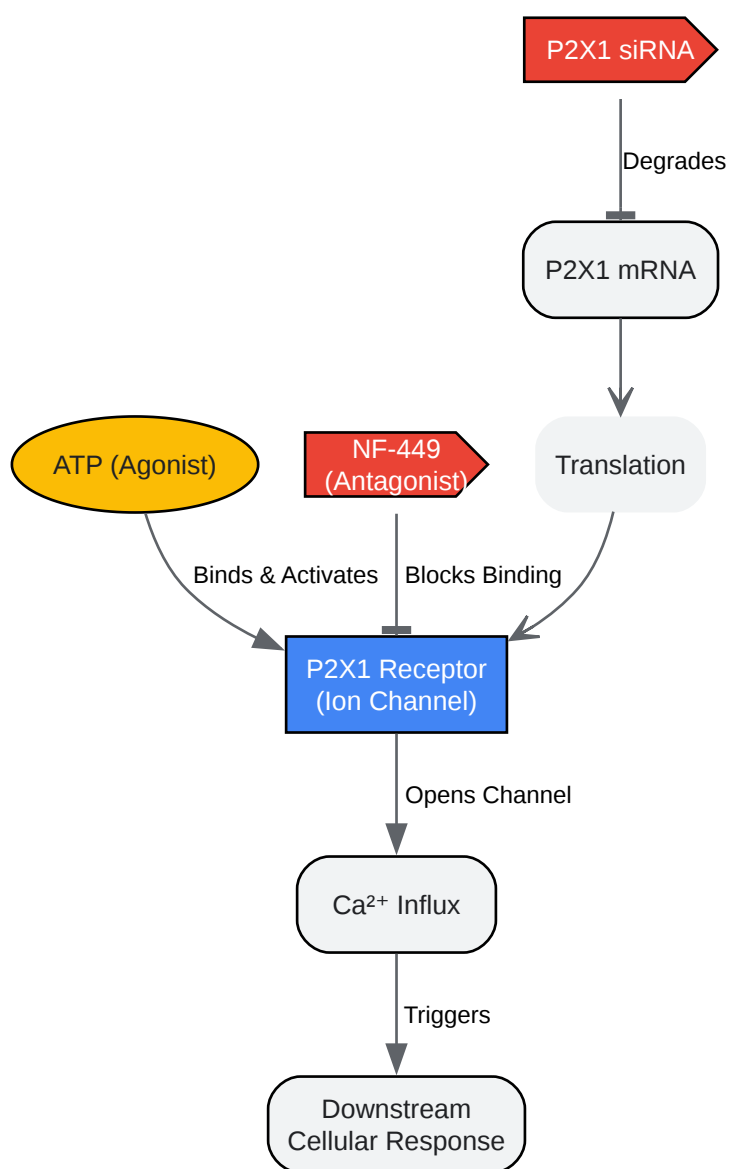 P2X1 siRNA
Degrades
P2X1 mRNA
ATP (Agonist)
NF-449
(Antagonist)
Translation
Binds & Activates
Blocks Binding
P2X1 Receptor
(Ion Channel)
Opens Channel
Ca²⁺ Influx
Triggers
Downstream
Cellular Response